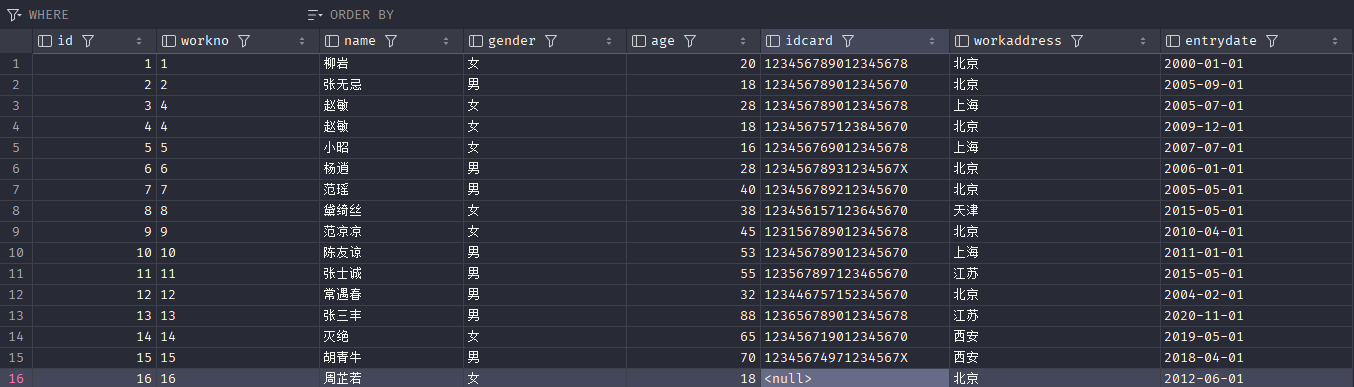 WHERE ORDER BY
id workno name gender age idcard workaddress entrydate
1 1 1 柳岩 女 20 123456789012345678 北京 2000-01-01
2 2 2 张无忌 男 18 123456789012345670 北京 2005-09-01
3 3 4 赵敏 女 28 123456789012345678 上海 2005-07-01
4 4 4 赵敏 女 18 123456757123845670 北京 2009-12-01
5 5 5 小昭 女 16 123456769012345678 上海 2007-07-01
6 6 6 杨逍 男 28 12345678931234567X 北京 2006-01-01
7 7 7 范瑶 男 40 123456789212345670 北京 2005-05-01
8 8 8 黛绮丝 女 38 123456157123645670 天津 2015-05-01
9 9 9 范凉凉 女 45 123156789012345678 北京 2010-04-01
10 10 10 陈友谅 男 53 123456789012345670 上海 2011-01-01
11 11 11 张士诚 男 55 123567897123465670 江苏 2015-05-01
12 12 12 常遇春 男 32 123446757152345670 北京 2004-02-01
13 13 13 张三丰 男 88 123656789012345678 江苏 2020-11-01
14 14 14 灭绝 女 65 123456719012345670 西安 2019-05-01
15 15 15 胡青牛 男 70 12345674971234567X 西安 2018-04-01
16 16 16 周芷若 女 18 <null> 北京 2012-06-01